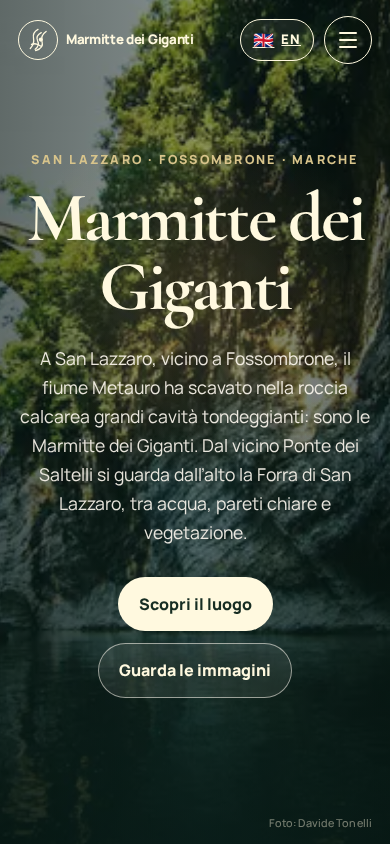 Marmitte dei Giganti
EN
SAN LAZZARO · FOSSOMBRONE · MARCHE
Marmitte dei
Giganti
A San Lazzaro, vicino a Fossombrone, il
fiume Metauro ha scavato nella roccia
calcarea grandi cavità tondeggianti: sono le
Marmitte dei Giganti. Dal vicino Ponte dei
Saltelli si guarda dall'alto la Forra di San
Lazzaro, tra acqua, pareti chiare e
vegetazione.
Scopri il luogo
Guarda le immagini
Foto: Davide Tonelli